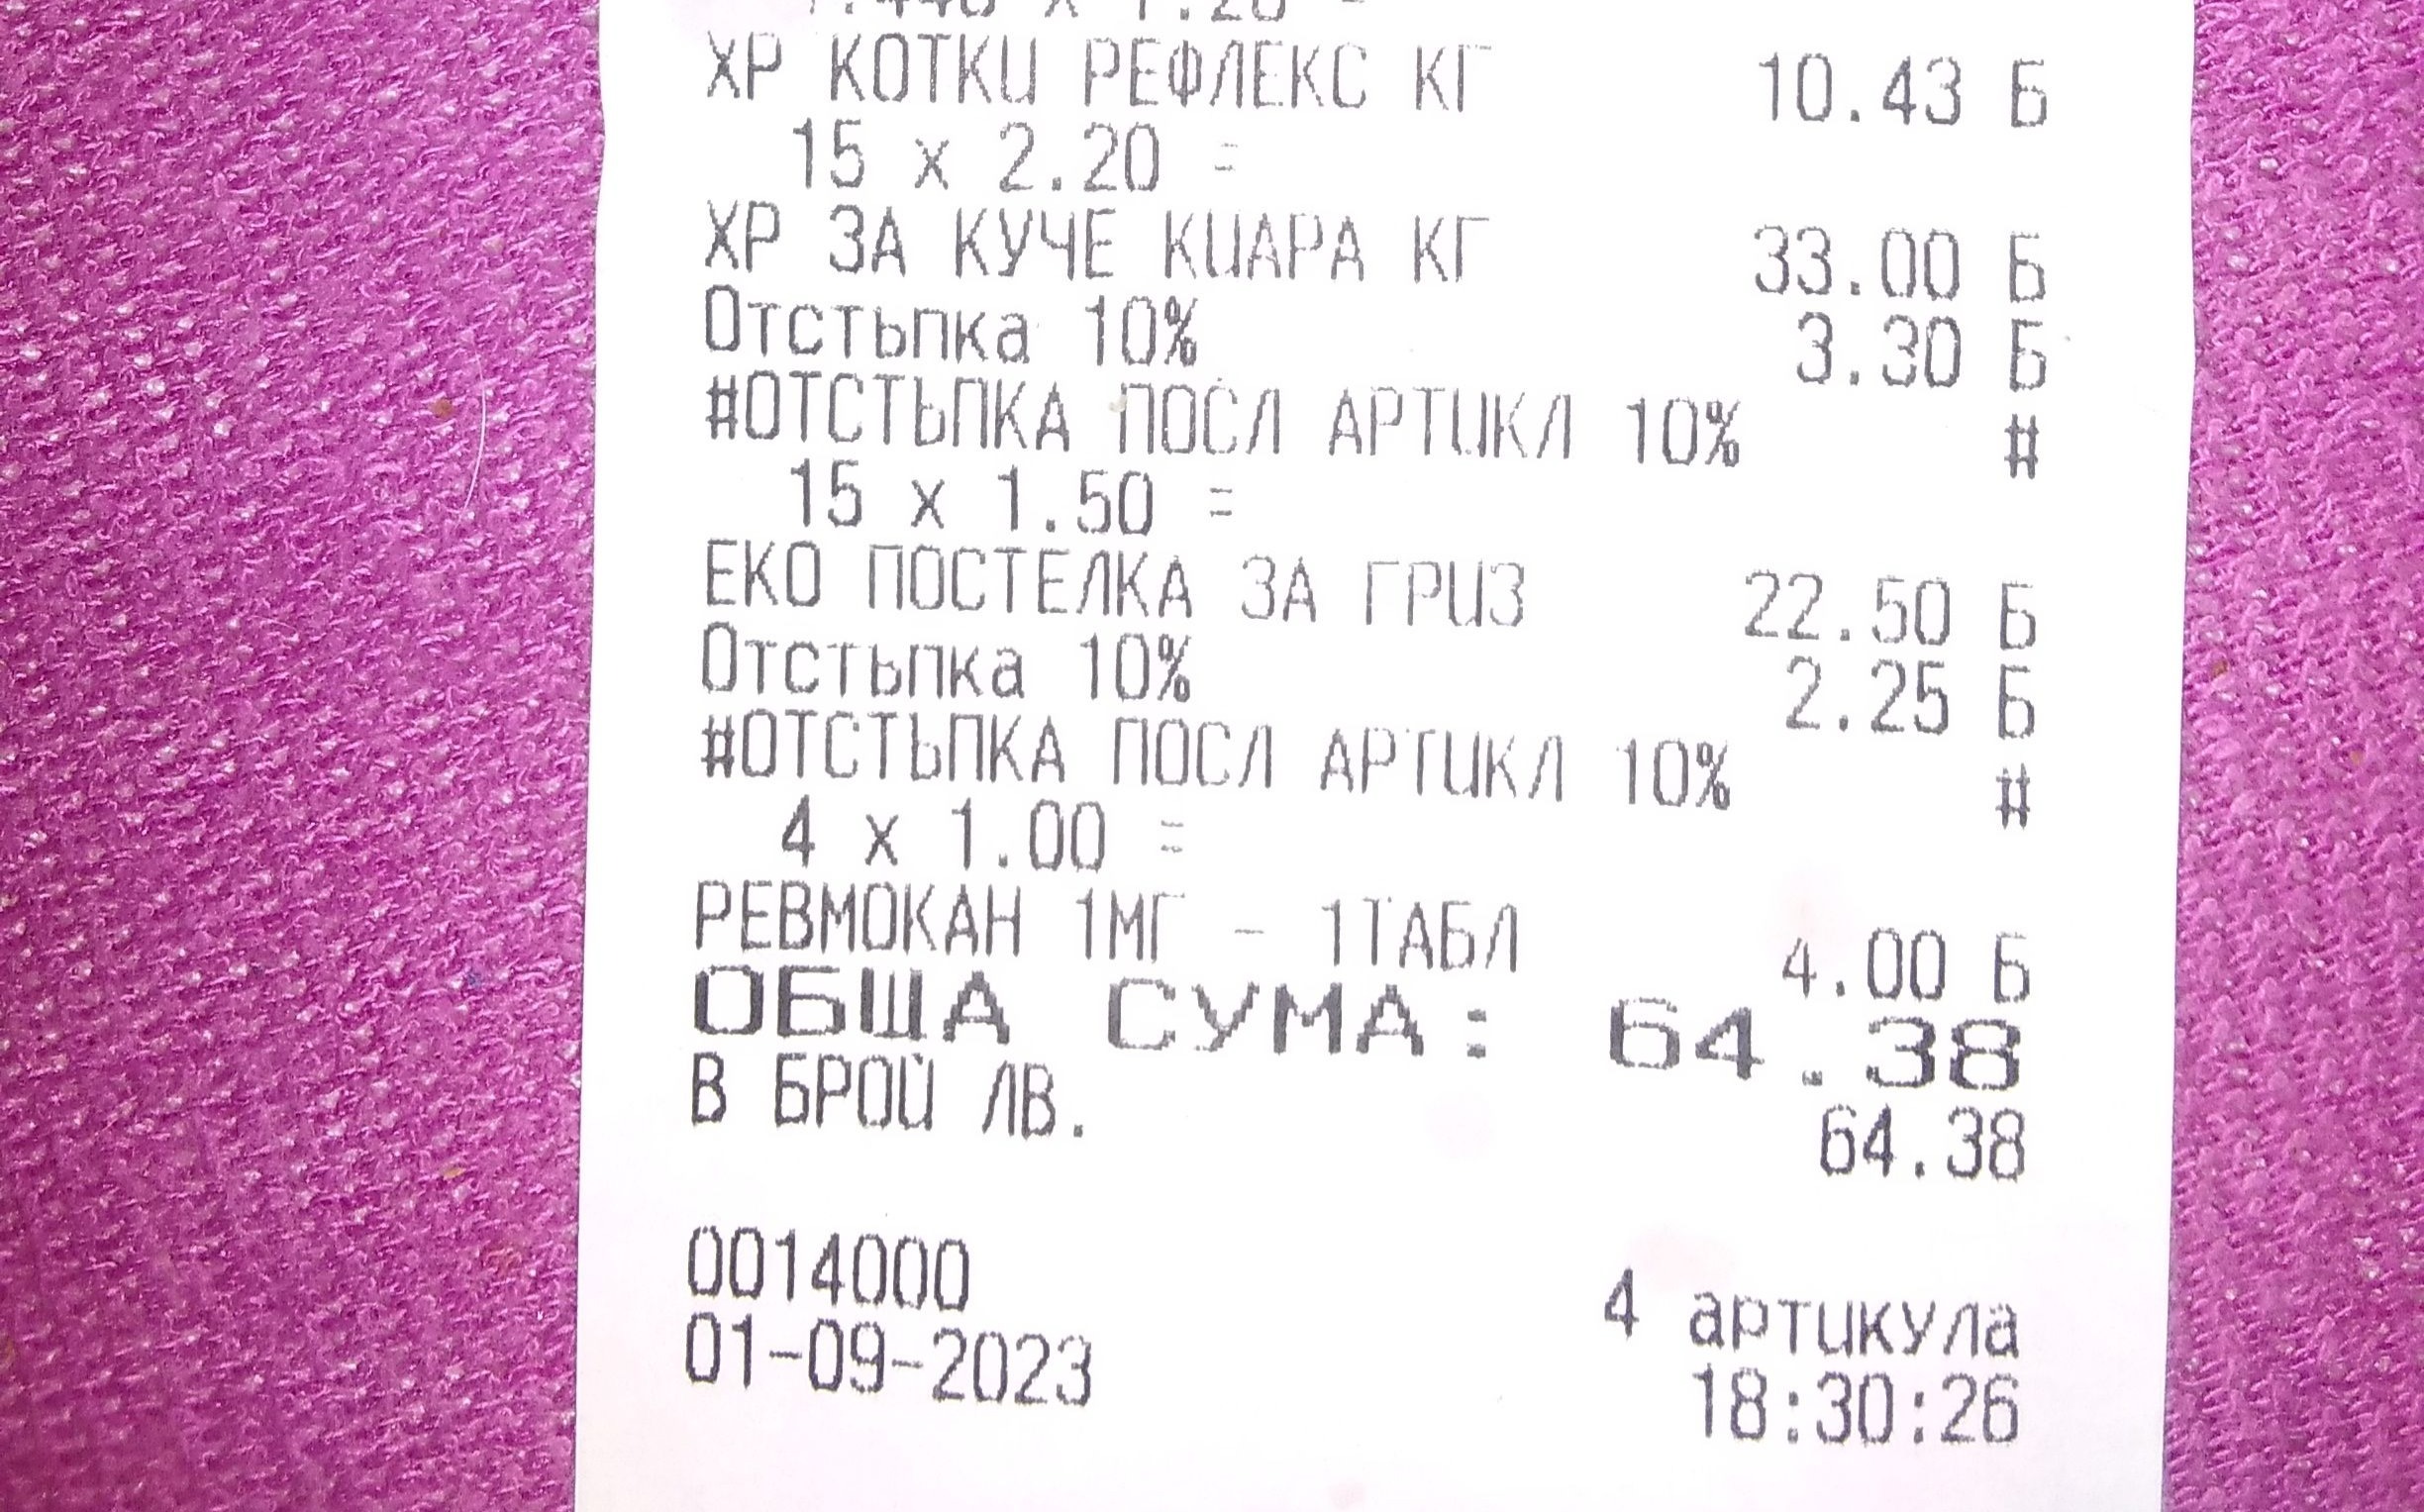 ХР КОТКИ РЕФЛЕКС КГ 10.43 Б
15 x 2.20 =
ХР ЗА КУЧЕ КИАРА КГ 33.00 Б
Отстъпка 10% 3.30 Б
#ОТСТЪПКА ПОСЛ АРТИКЛ 10% #
15 x 1.50 =
ЕКО ПОСТЕЛКА ЗА ГРИЗ 22.50 Б
Отстъпка 10% 2.25 Б
#ОТСТЪПКА ПОСЛ АРТИКЛ 10% #
4 x 1.00 =
РЕВМОКАН 1МГ - 1ТАБЛ 4.00 Б
ОБЩА СУМА: 64.38
В БРОЙ ЛВ. 64.38
0014000 4 артикула
01-09-2023 18:30:26